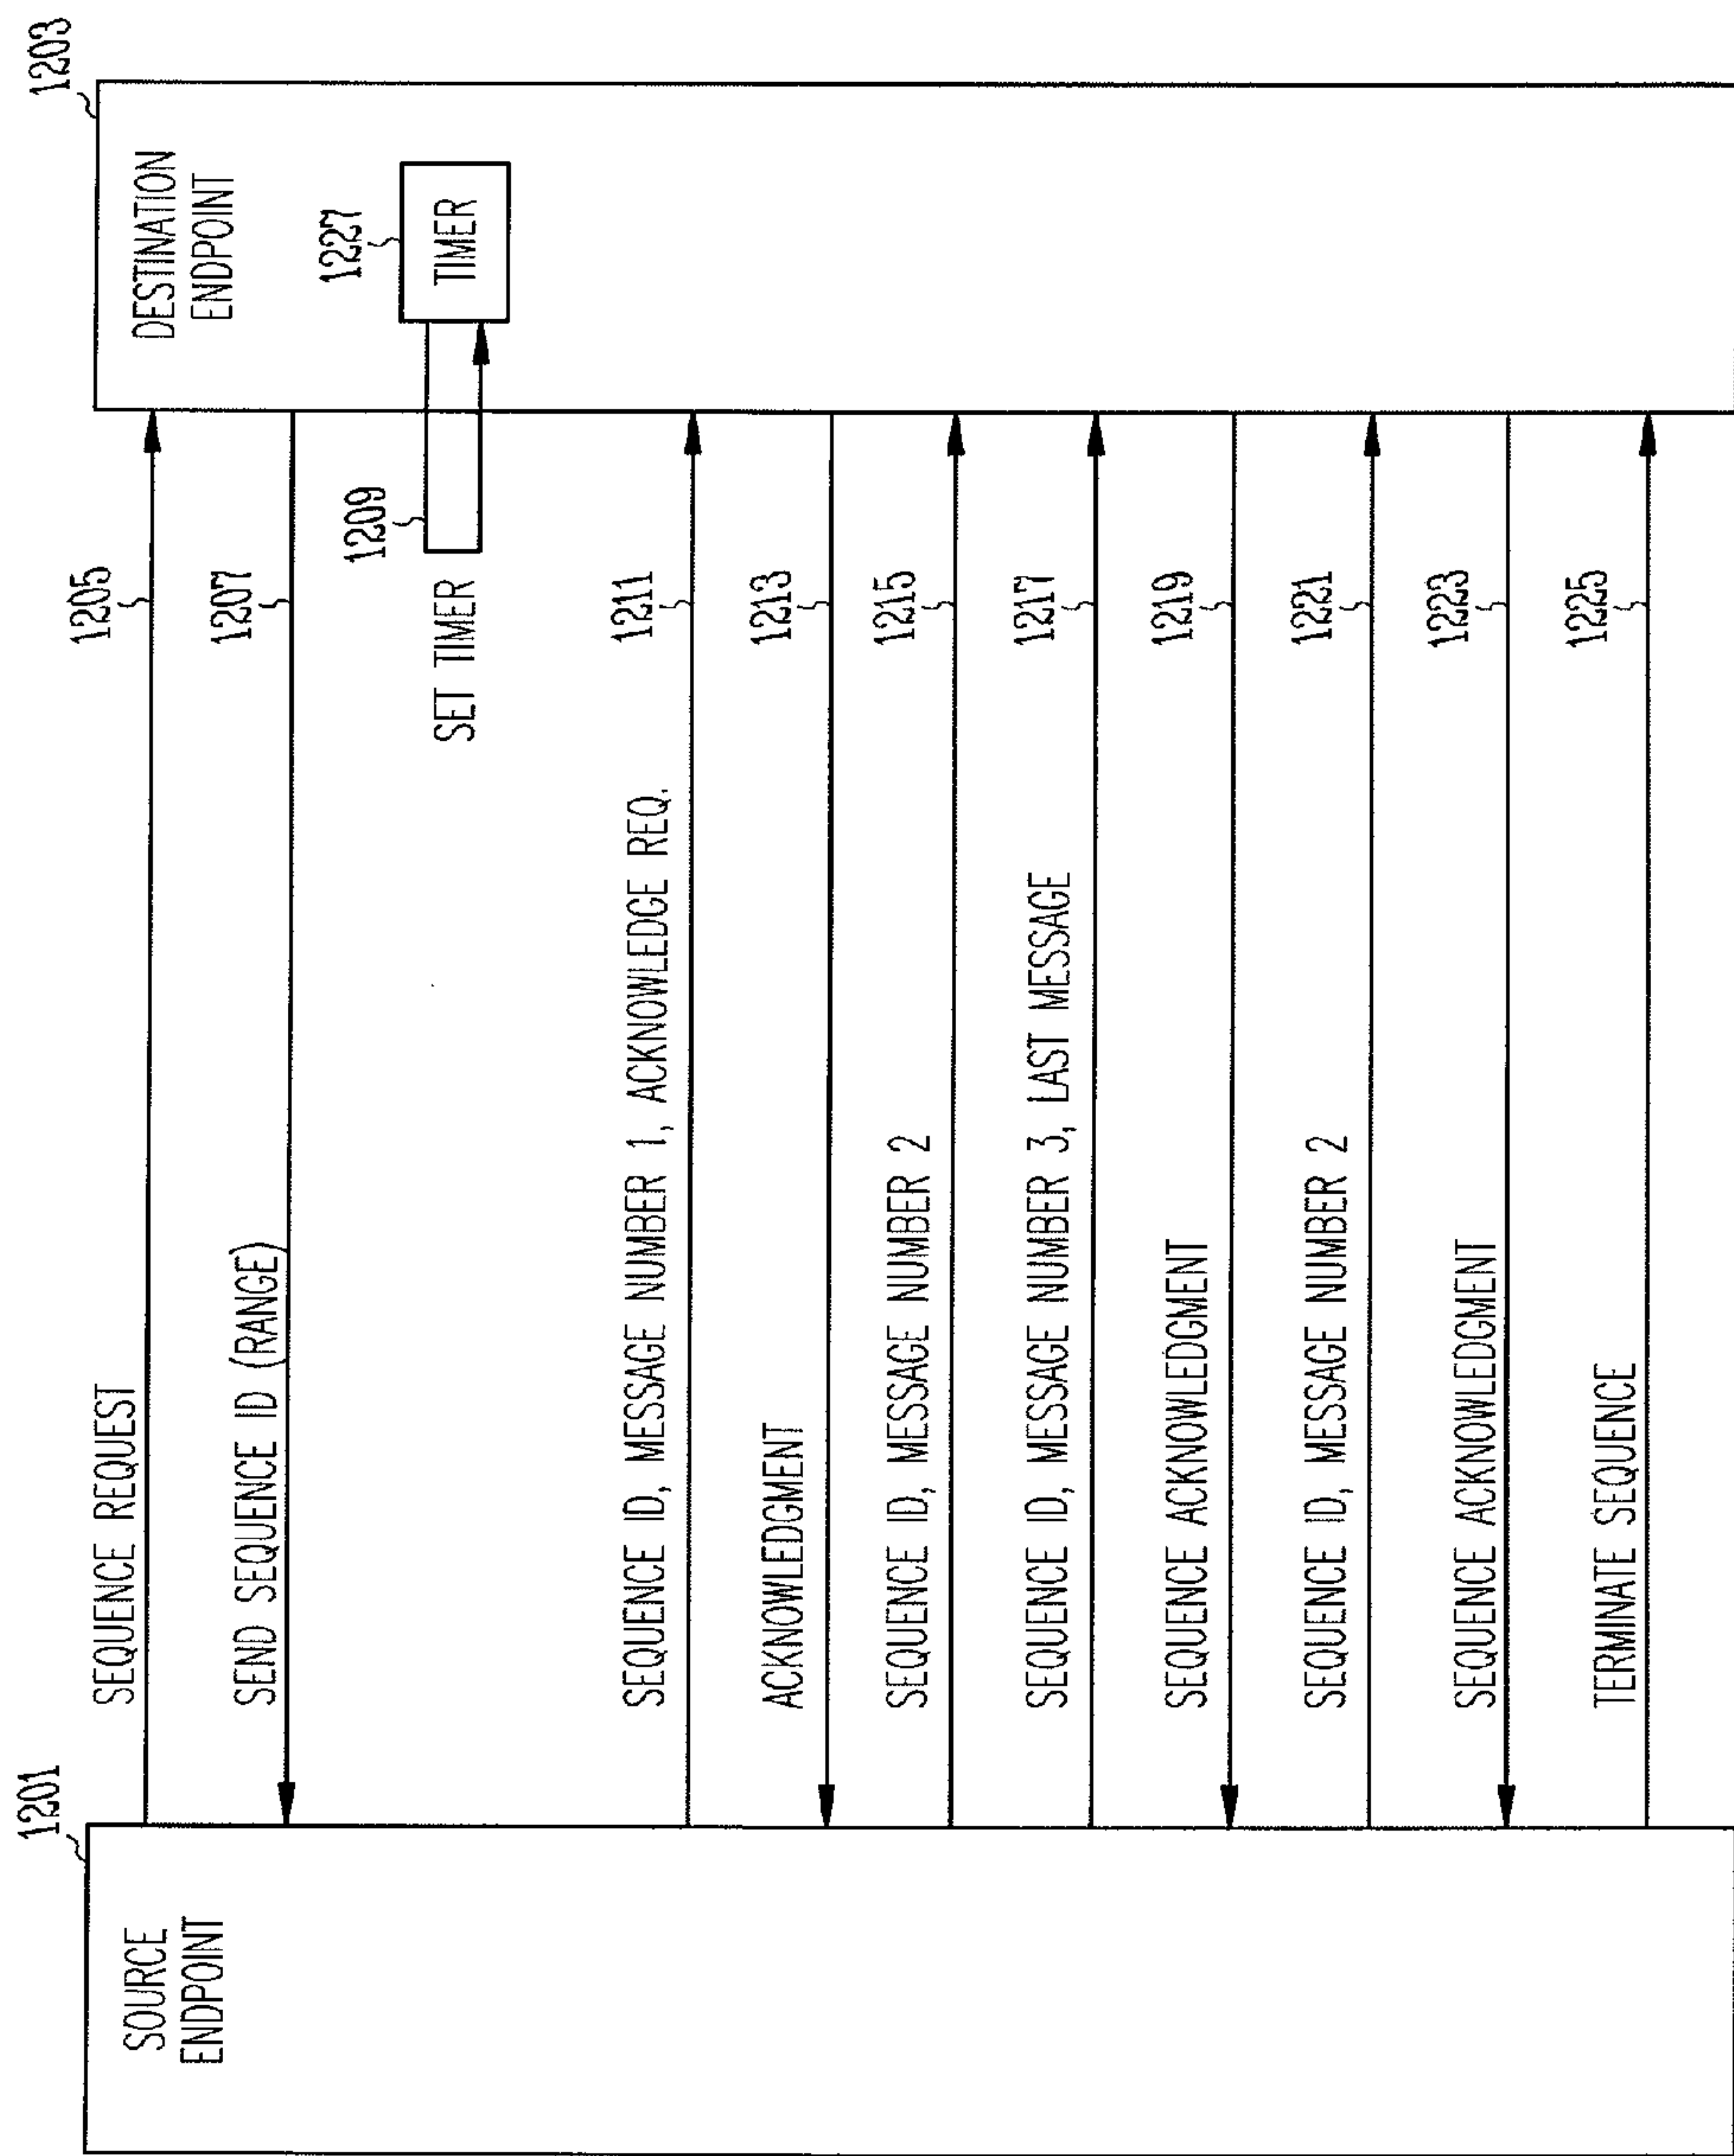 1201
SOURCE
ENDPOINT
1203
DESTINATION
ENDPOINT
SEQUENCE REQUEST
1205
SEND SEQUENCE ID (RANGE)
1207
1227
TIMER
1209
SET TIMER
SEQUENCE ID, MESSAGE NUMBER 1, ACKNOWLEDGE REQ.
1211
ACKNOWLEDGMENT
1213
SEQUENCE ID, MESSAGE NUMBER 2
1215
SEQUENCE ID, MESSAGE NUMBER 3, LAST MESSAGE
1217
SEQUENCE ACKNOWLEDGMENT
1219
SEQUENCE ID, MESSAGE NUMBER 2
1221
SEQUENCE ACKNOWLEDGMENT
1223
TERMINATE SEQUENCE
1225